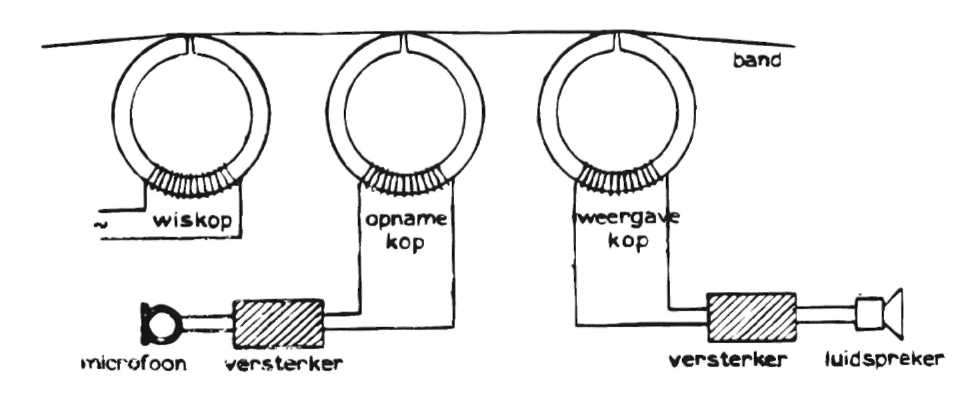 band
~
wiskop
opname
kop
weergave
kop
microfoon
versterker
versterker
luidspreker